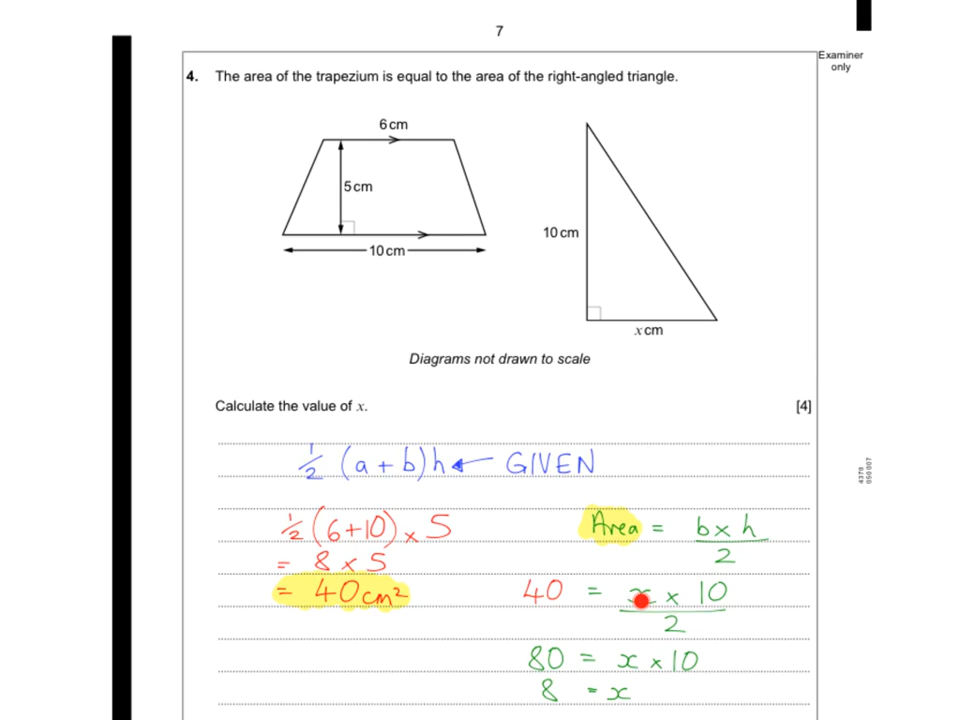 7
Examiner
only
4. The area of the trapezium is equal to the area of the right-angled triangle.
6 cm
5 cm
10 cm
10 cm
x cm
Diagrams not drawn to scale
Calculate the value of x.
[4]
½ (a + b)h ← GIVEN
½ (6+10) × 5
= 8 × 5
= 40cm²
Area = b × h
2
40 = x × 10
2
80 = x × 10
8 = x
4370
050007